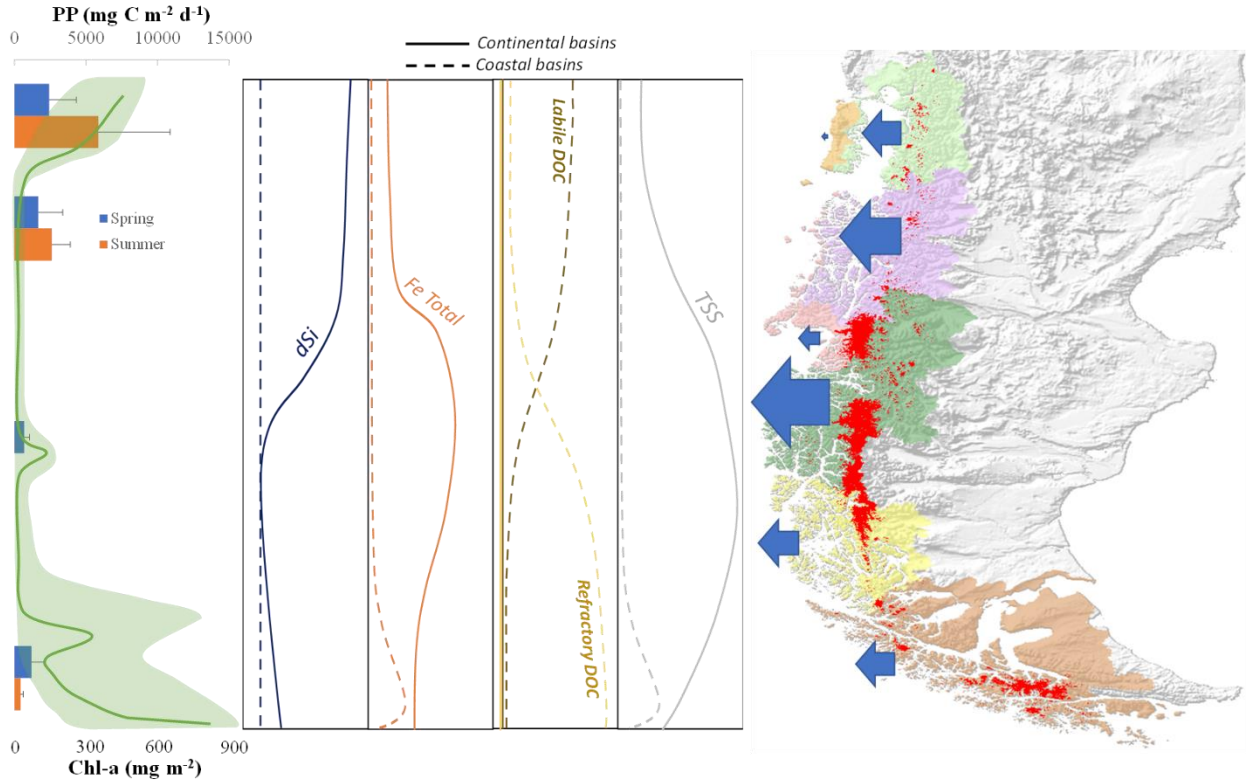 PP (mg C m⁻² d⁻¹)
0 5000 10000 15000
Continental basins
Coastal basins
Spring
Summer
dSi
Fe Total
Labile DOC
Refractory DOC
TSS
0 300 600 900
Chl-a (mg m⁻²)